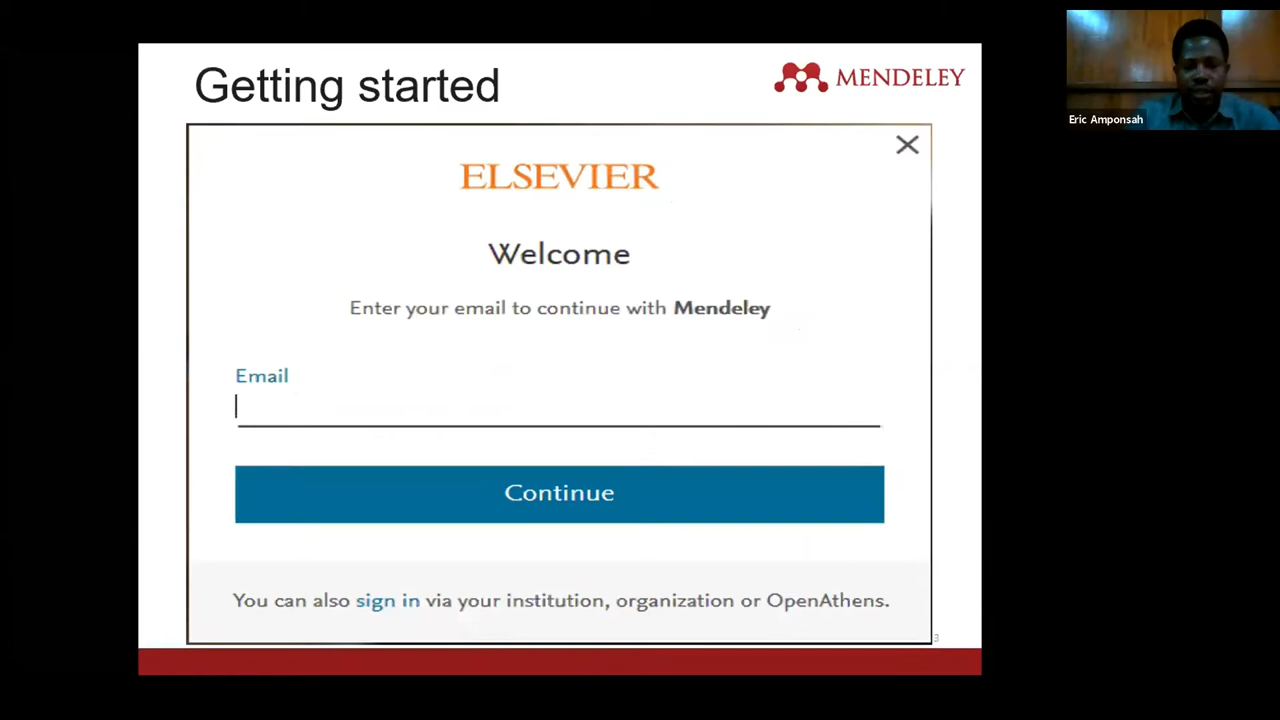 Getting started
MENDELEY
Eric Amponsah
ELSEVIER
Welcome
Enter your email to continue with Mendeley
Email
Continue
You can also sign in via your institution, organization or OpenAthens.
3